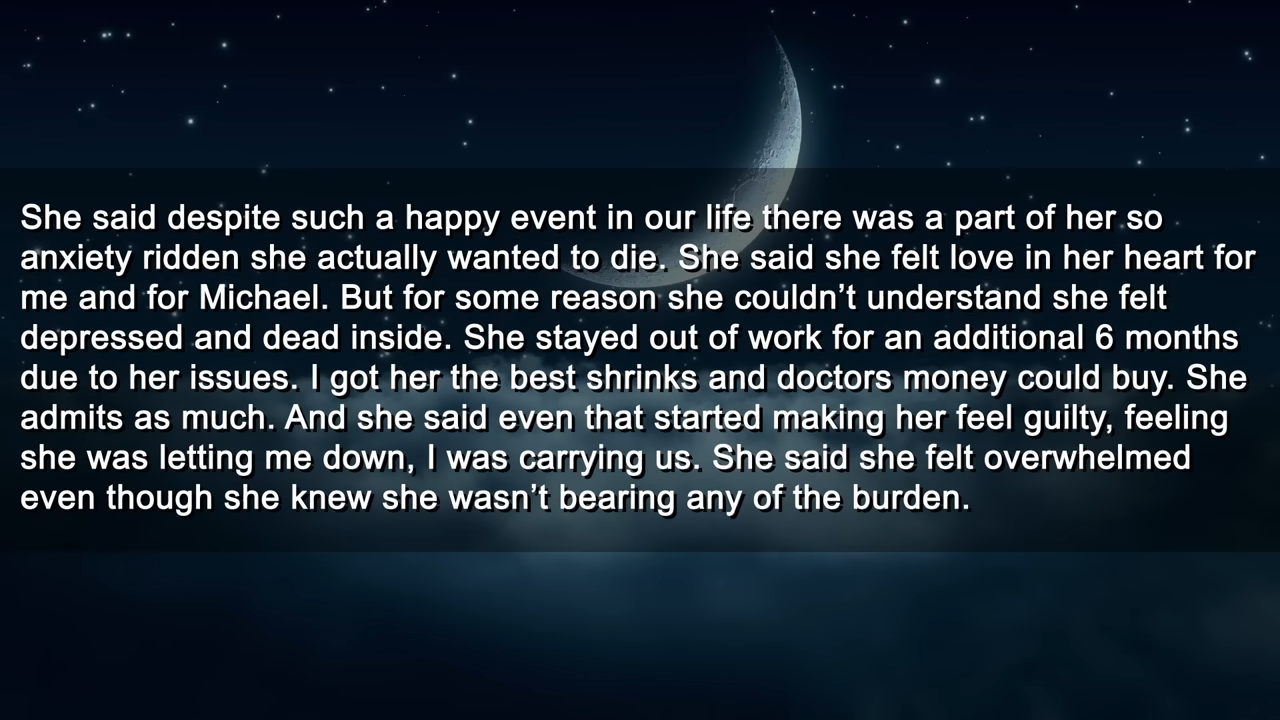 She said despite such a happy event in our life there was a part of her so
anxiety ridden she actually wanted to die. She said she felt love in her heart for
me and for Michael. But for some reason she couldn’t understand she felt
depressed and dead inside. She stayed out of work for an additional 6 months
due to her issues. I got her the best shrinks and doctors money could buy. She
admits as much. And she said even that started making her feel guilty, feeling
she was letting me down, I was carrying us. She said she felt overwhelmed
even though she knew she wasn’t bearing any of the burden.